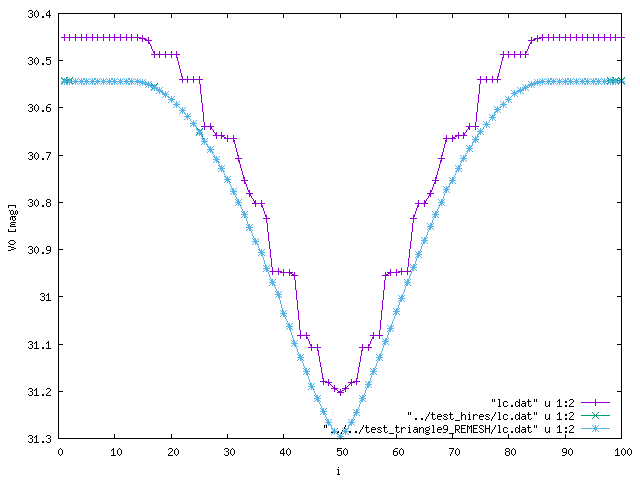 30.4
30.5
30.6
30.7
30.8
30.9
31
31.1
31.2
31.3
VO [mag]
"lc.dat" u 1:2
"../test_hires/lc.dat" u 1:2
"../../test_triangle9_REMESH/lc.dat" u 1:2
0 10 20 30 40 50 60 70 80 90 100
i